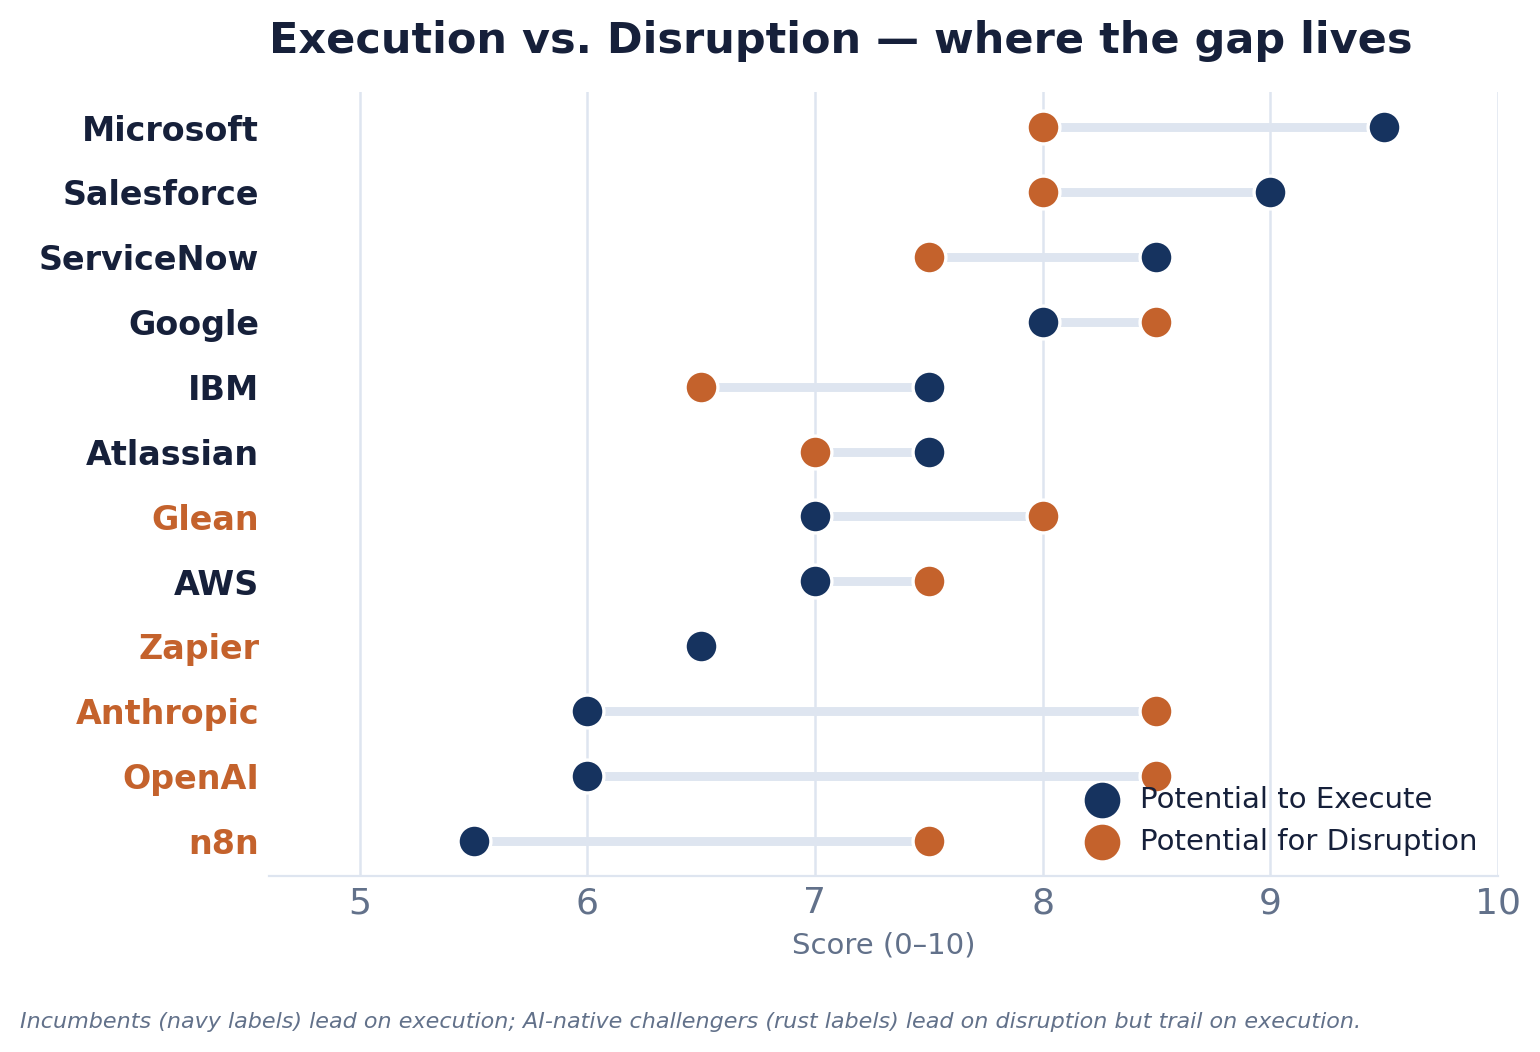 Execution vs. Disruption — where the gap lives
Microsoft
Salesforce
ServiceNow
Google
IBM
Atlassian
Glean
AWS
Zapier
Anthropic
OpenAI
n8n
Potential to Execute
Potential for Disruption
5 6 7 8 9 10
Score (0–10)
Incumbents (navy labels) lead on execution; AI-native challengers (rust labels) lead on disruption but trail on execution.